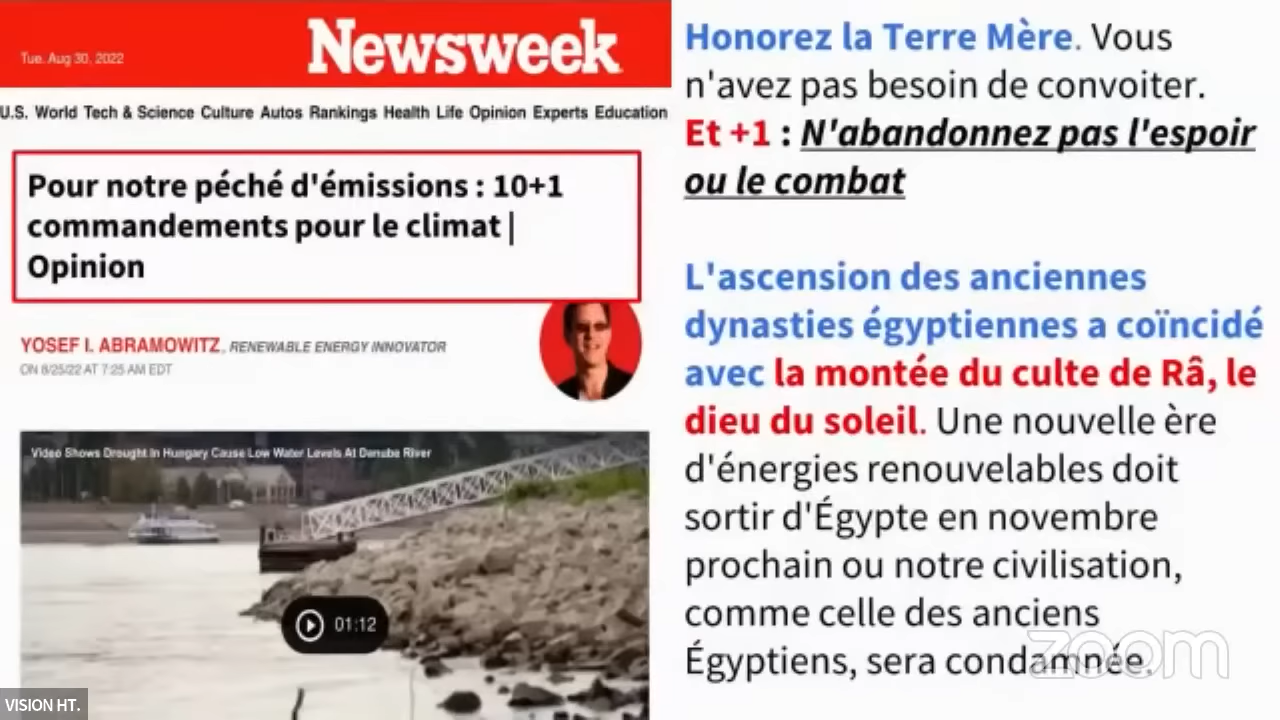 Newsweek
Tue, Aug 30, 2022
U.S. World Tech & Science Culture Autos Rankings Health Life Opinion Experts Education
Pour notre péché d'émissions : 10+1
commandements pour le climat |
Opinion
YOSEF I. ABRAMOWITZ, RENEWABLE ENERGY INNOVATOR
ON 8/25/22 AT 7:25 AM EDT
Video Shows Drought In Hungary Cause Low Water Levels At Danube River
01:12
VISION HT.
Honorez la Terre Mère. Vous
n'avez pas besoin de convoiter.
Et +1 : N'abandonnez pas l'espoir
ou le combat
L'ascension des anciennes
dynasties égyptiennes a coïncidé
avec la montée du culte de Râ, le
dieu du soleil. Une nouvelle ère
d'énergies renouvelables doit
sortir d'Égypte en novembre
prochain ou notre civilisation,
comme celle des anciens
Égyptiens, sera condamnée.
zoom